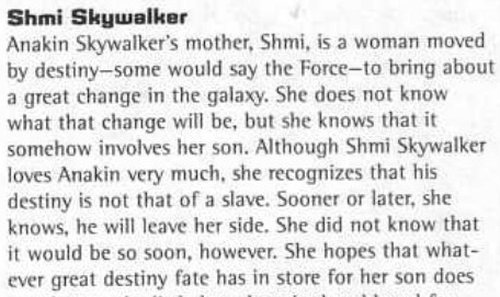 Shmi Skywalker
Anakin Skywalker's mother, Shmi, is a woman moved
by destiny—some would say the Force—to bring about
a great change in the galaxy. She does not know
what that change will be, but she knows that it
somehow involves her son. Although Shmi Skywalker
loves Anakin very much, she recognizes that his
destiny is not that of a slave. Sooner or later, she
knows, he will leave her side. She did not know that
it would be so soon, however. She hopes that what-
ever great destiny fate has in store for her son does